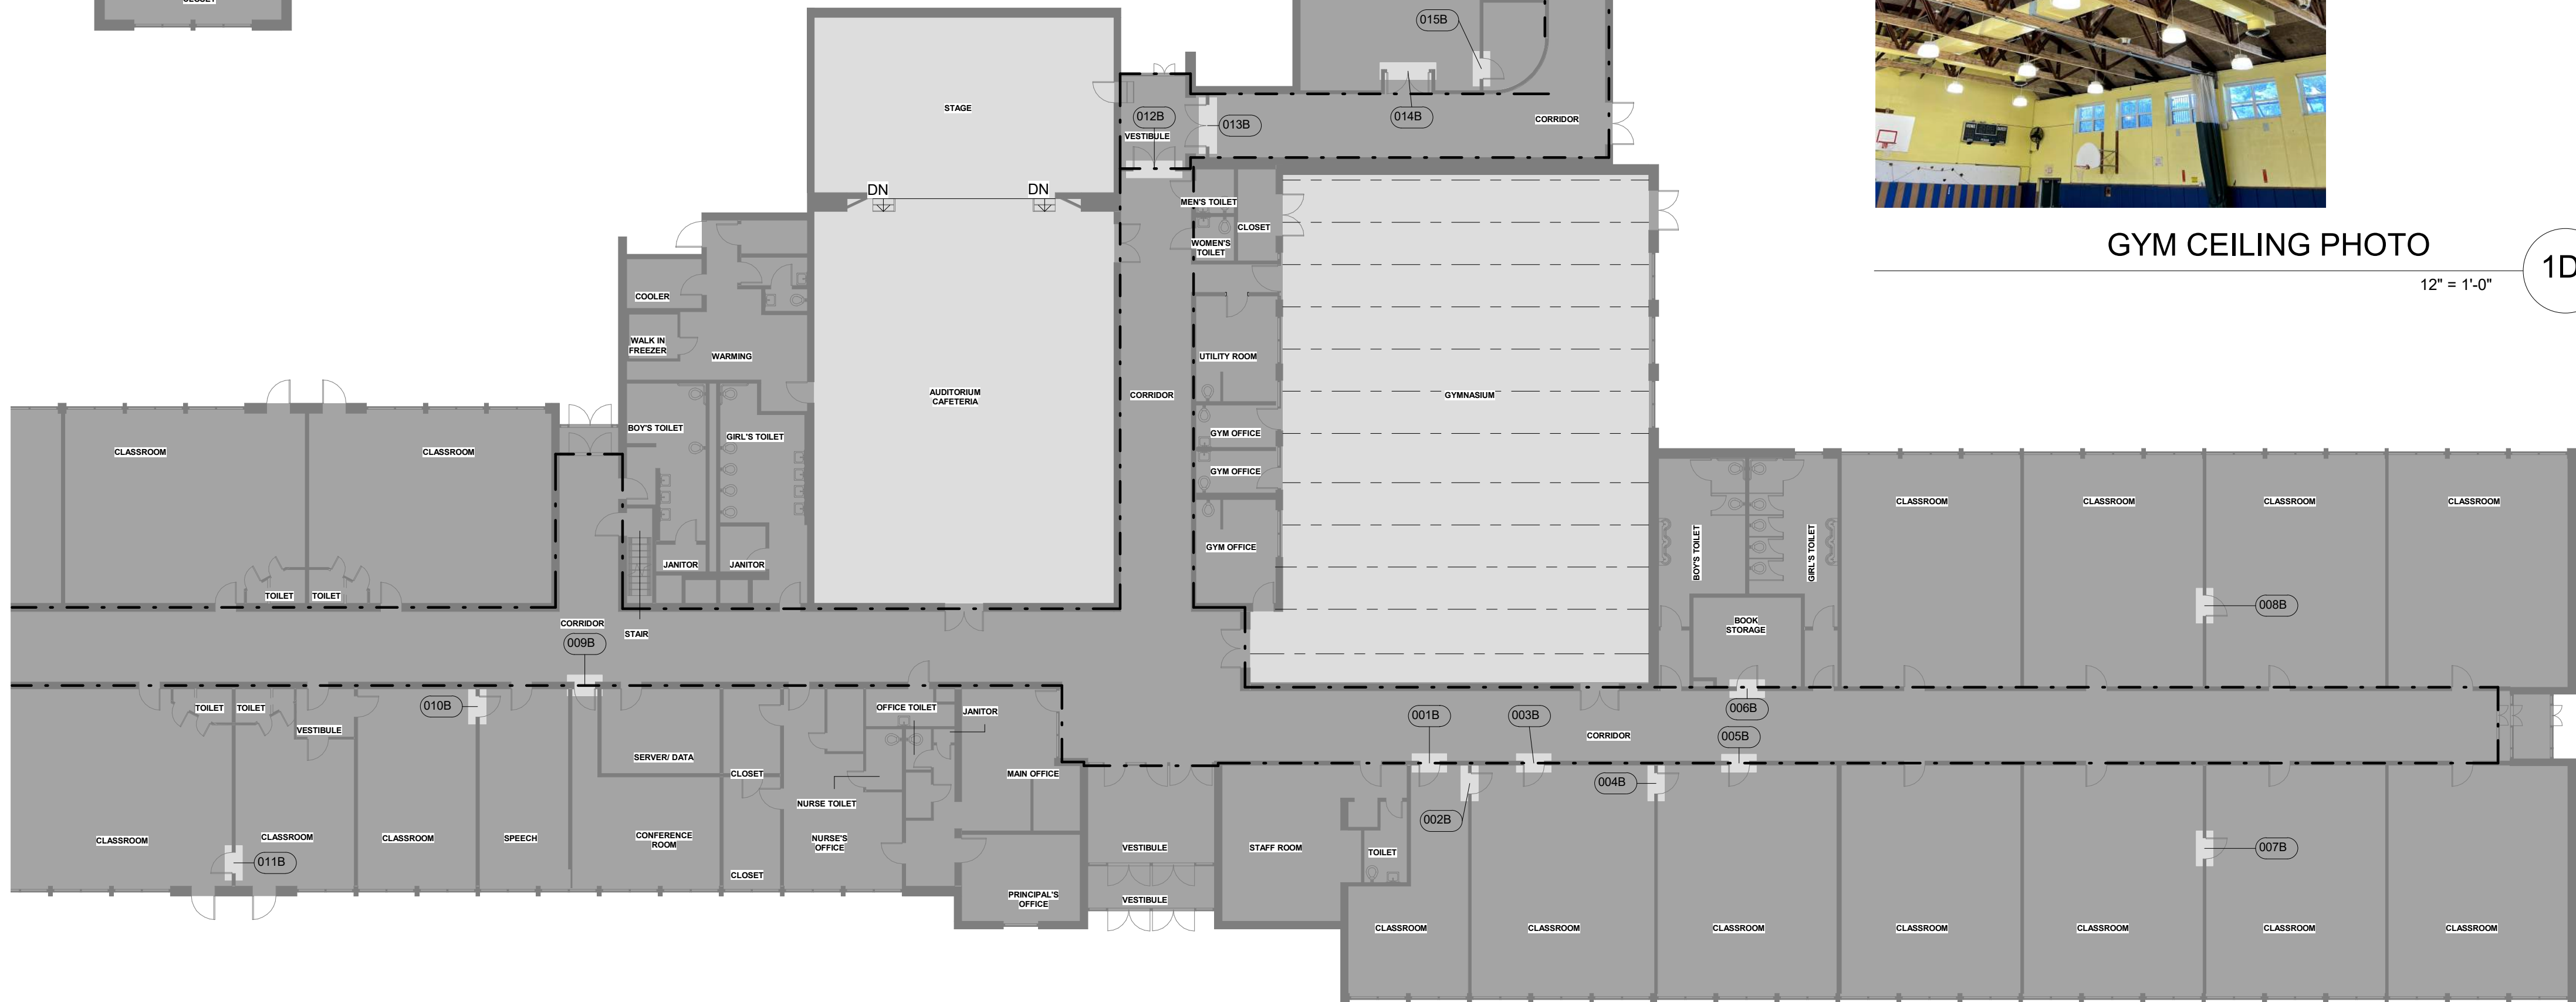 CLOSET
015B
014B
012B
013B
VESTIBULE
CORRIDOR
STAGE
DN
DN
MEN'S TOILET
CLOSET
WOMEN'S
TOILET
GYM CEILING PHOTO
1D
12" = 1'-0"
COOLER
WALK IN
FREEZER
WARMING
UTILITY ROOM
AUDITORIUM
CAFETERIA
CORRIDOR
GYMNASIUM
BOY'S TOILET
GIRL'S TOILET
GYM OFFICE
GYM OFFICE
GYM OFFICE
CLASSROOM
CLASSROOM
CLASSROOM
CLASSROOM
CLASSROOM
CLASSROOM
BOY'S TOILET
GIRL'S TOILET
JANITOR
JANITOR
TOILET
TOILET
008B
BOOK
STORAGE
CORRIDOR
STAIR
009B
TOILET
TOILET
010B
VESTIBULE
OFFICE TOILET
JANITOR
001B
003B
006B
005B
CORRIDOR
SERVER/ DATA
CLOSET
MAIN OFFICE
004B
NURSE TOILET
002B
CLASSROOM
CLASSROOM
CLASSROOM
SPEECH
CONFERENCE
ROOM
NURSE'S
OFFICE
VESTIBULE
STAFF ROOM
TOILET
007B
011B
CLOSET
PRINCIPAL'S
OFFICE
VESTIBULE
CLASSROOM
CLASSROOM
CLASSROOM
CLASSROOM
CLASSROOM
CLASSROOM
CLASSROOM